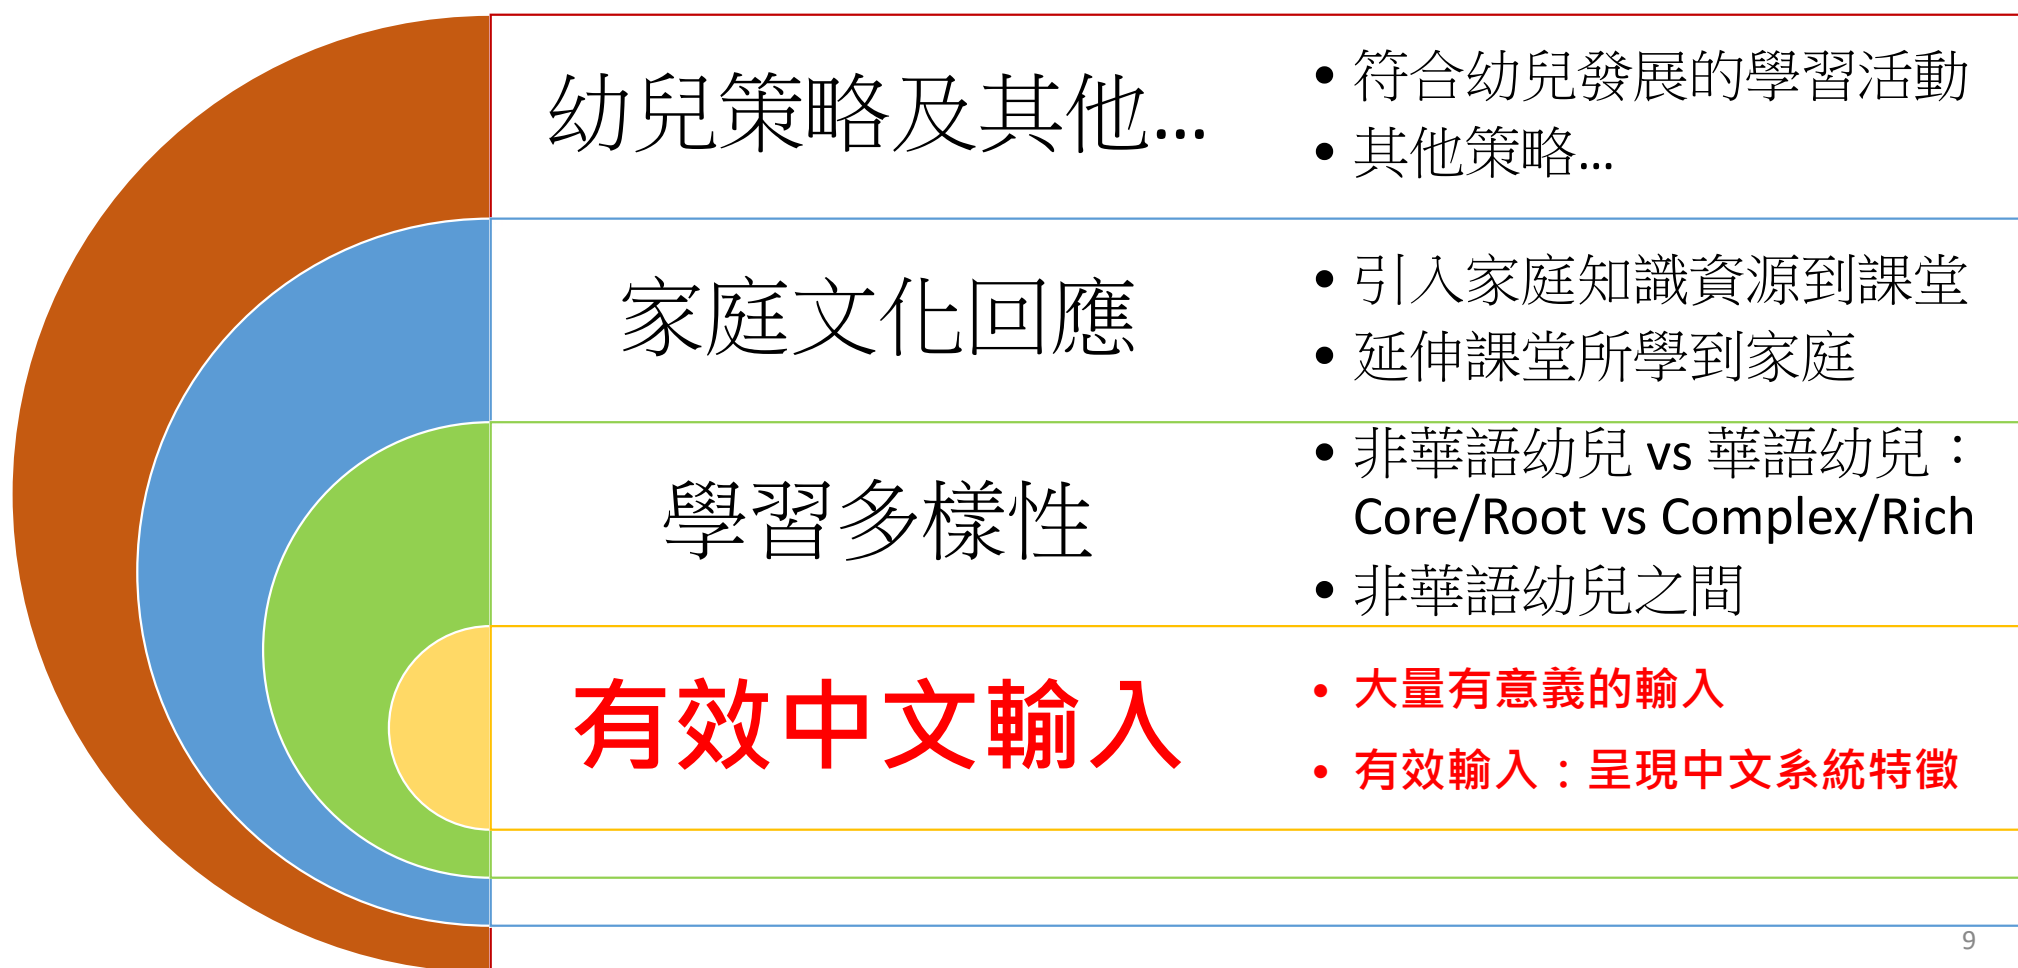 幼兒策略及其他...
• 符合幼兒發展的學習活動
• 其他策略...
家庭文化回應
• 引入家庭知識資源到課堂
• 延伸課堂所學到家庭
學習多樣性
• 非華語幼兒 vs 華語幼兒：
Core/Root vs Complex/Rich
• 非華語幼兒之間
有效中文輸入
• 大量有意義的輸入
• 有效輸入：呈現中文系統特徵
9